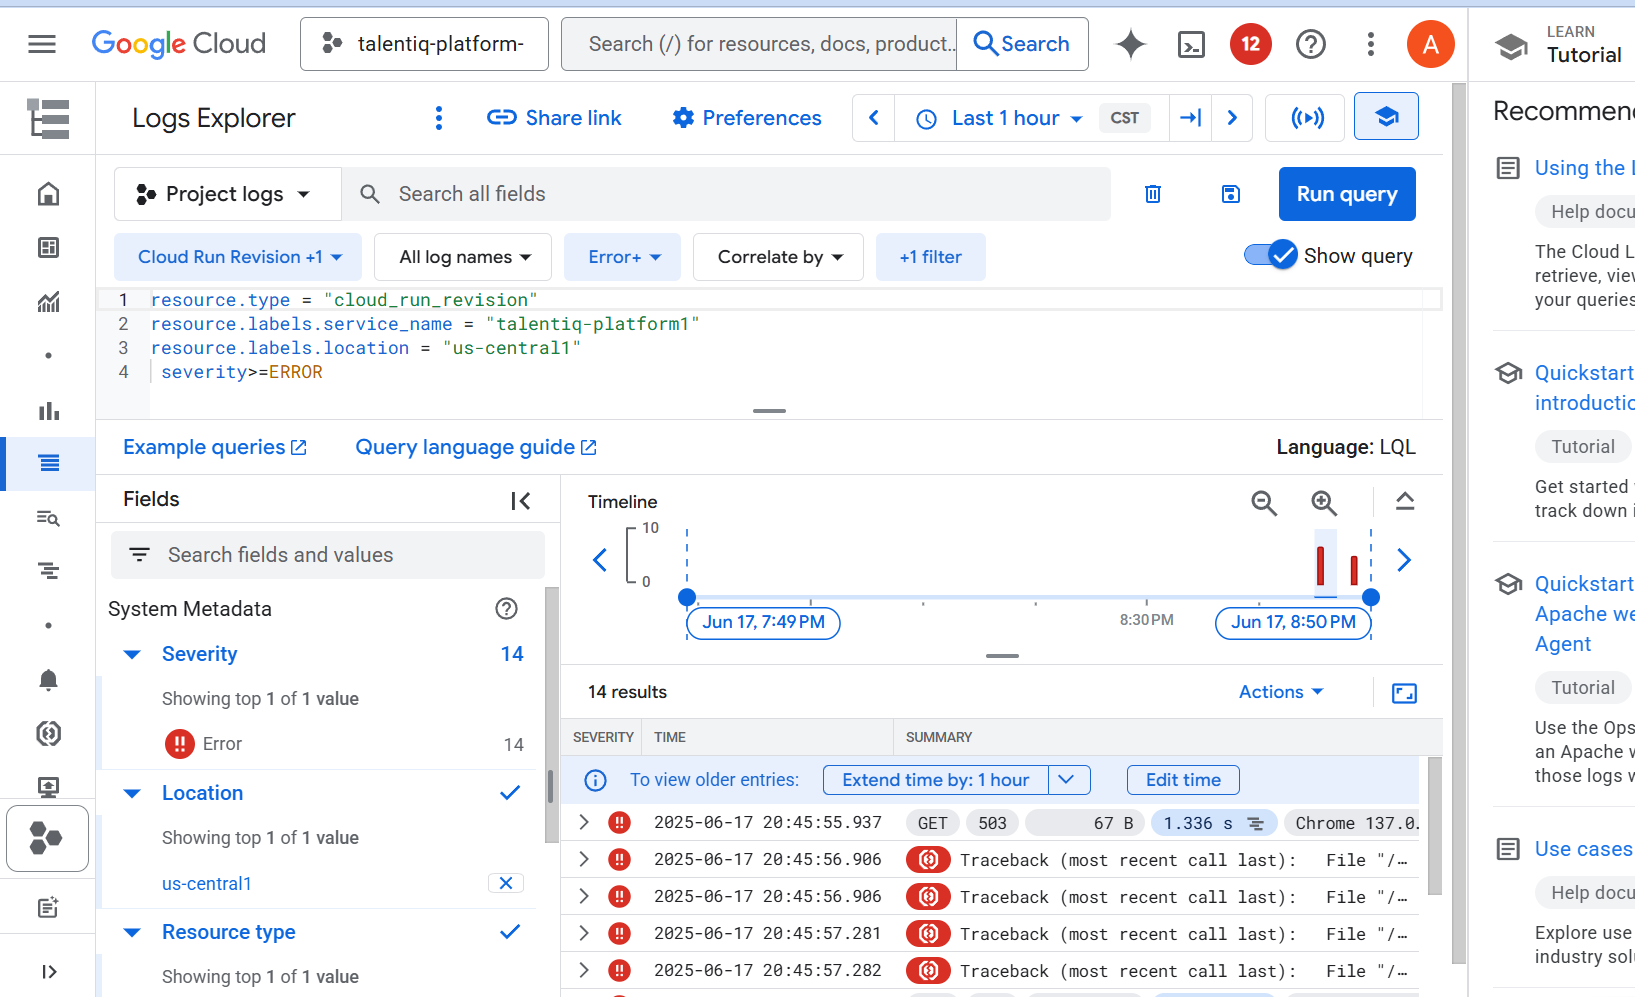 Google Cloud
talentiq-platform-
Search (/) for resources, docs, product...
Search
12
A
LEARN
Tutorial
Logs Explorer
Share link
Preferences
Last 1 hour
CST
Project logs
Search all fields
Run query
Cloud Run Revision +1
All log names
Error+
Correlate by
+1 filter
Show query
1 resource.type = "cloud_run_revision"
2 resource.labels.service_name = "talentiq-platform1"
3 resource.labels.location = "us-central1"
4 severity>=ERROR
Example queries
Query language guide
Language: LQL
Fields
Search fields and values
System Metadata
Severity 14
Showing top 1 of 1 value
Error 14
Location
Showing top 1 of 1 value
us-central1
Resource type
Showing top 1 of 1 value
Timeline
10
0
Jun 17, 7:49 PM
8:30 PM
Jun 17, 8:50 PM
14 results
Actions
SEVERITY TIME SUMMARY
To view older entries: Extend time by: 1 hour Edit time
2025-06-17 20:45:55.937 GET 503 67 B 1.336 s Chrome 137.0.
2025-06-17 20:45:56.906 Traceback (most recent call last): File "/…
2025-06-17 20:45:56.906 Traceback (most recent call last): File "/…
2025-06-17 20:45:57.281 Traceback (most recent call last): File "/…
2025-06-17 20:45:57.282 Traceback (most recent call last): File "/…
Recommen
Using the
Help docu
The Cloud L
retrieve, view
your queries
Quickstart
introductio
Tutorial
Get started
track down i
Quickstart
Apache we
Agent
Tutorial
Use the Ops
an Apache w
those logs w
Use cases
Help docu
Explore use
industry solu